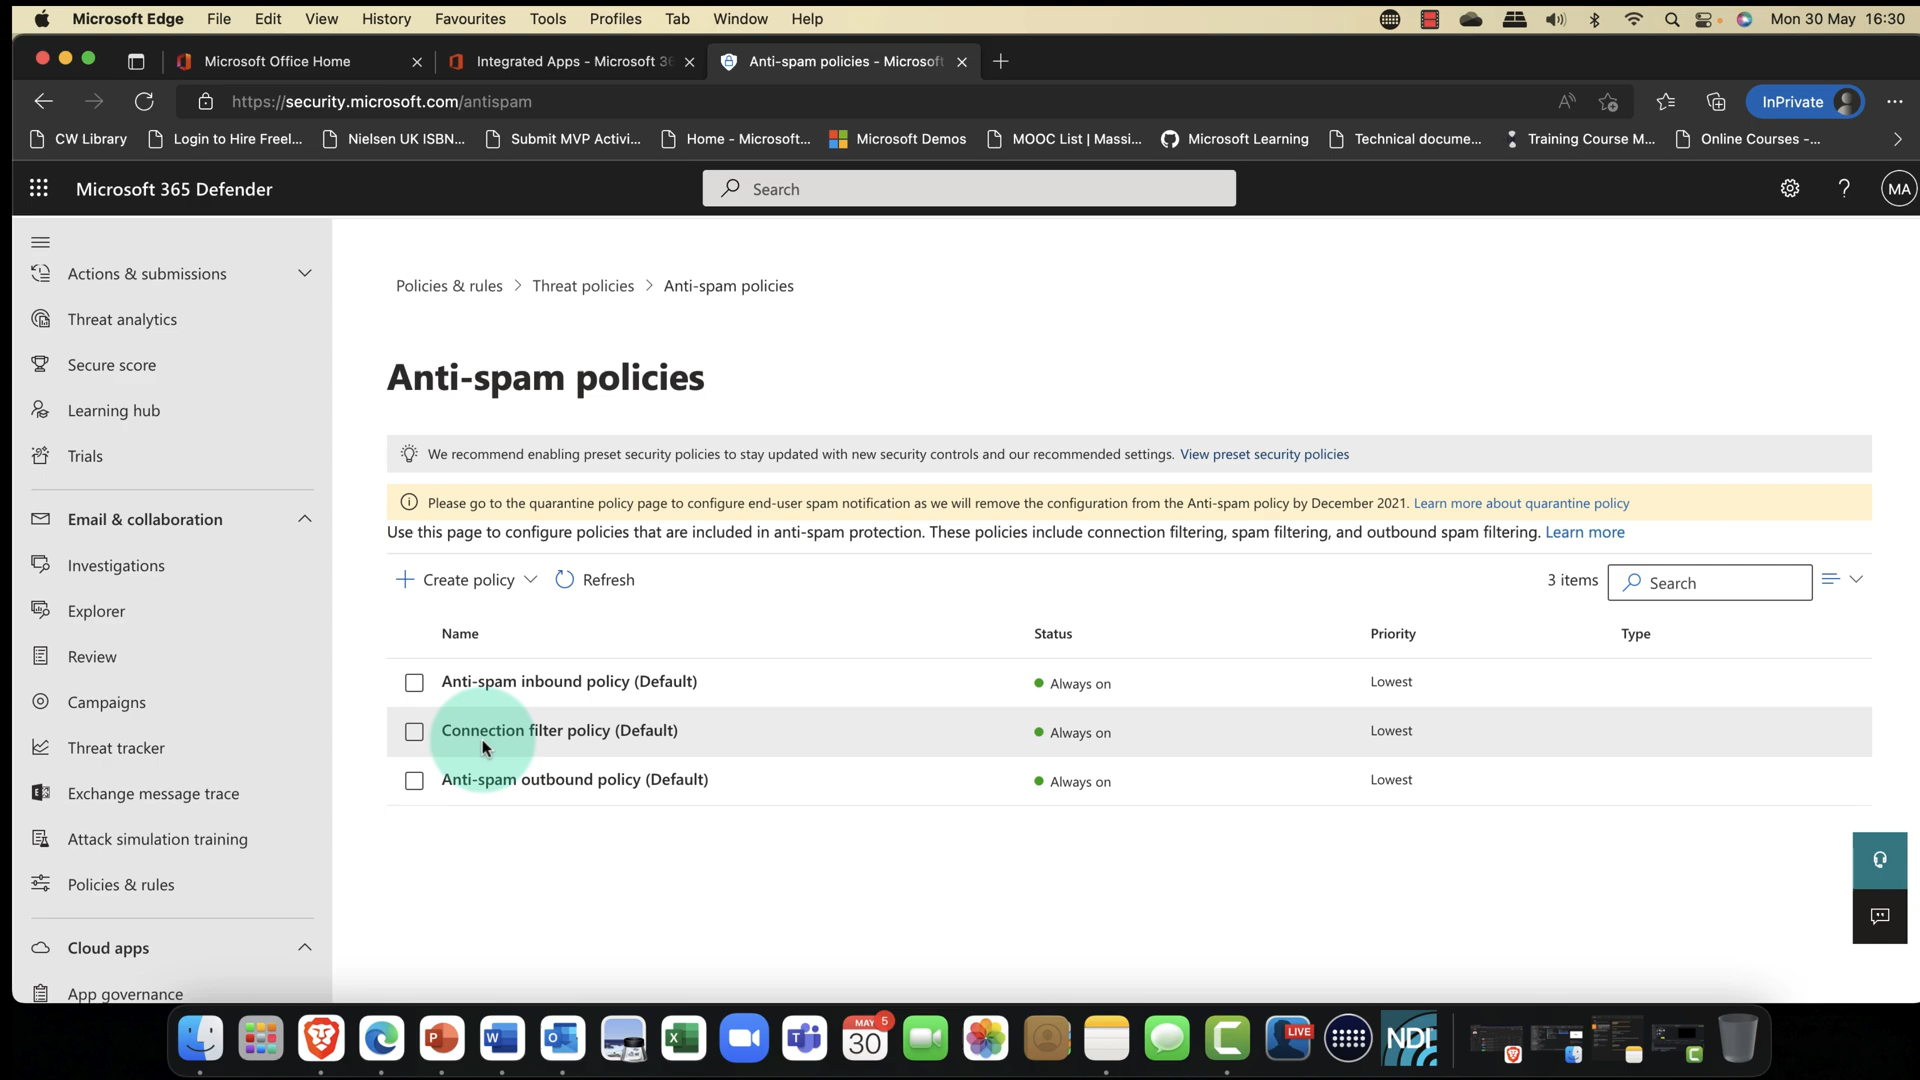 Microsoft Edge File Edit View History Favourites Tools Profiles Tab Window Help Mon 30 May 16:30
Microsoft Office Home
Integrated Apps - Microsoft 36
Anti-spam policies - Microsoft
https://security.microsoft.com/antispam
InPrivate
CW Library
Login to Hire Freel...
Nielsen UK ISBN...
Submit MVP Activi...
Home - Microsoft...
Microsoft Demos
MOOC List | Massi...
Microsoft Learning
Technical docume...
Training Course M...
Online Courses -...
Microsoft 365 Defender
Search
?
MA
Actions & submissions
Threat analytics
Secure score
Learning hub
Trials
Email & collaboration
Investigations
Explorer
Review
Campaigns
Threat tracker
Exchange message trace
Attack simulation training
Policies & rules
Cloud apps
App governance
Policies & rules > Threat policies > Anti-spam policies
Anti-spam policies
We recommend enabling preset security policies to stay updated with new security controls and our recommended settings. View preset security policies
Please go to the quarantine policy page to configure end-user spam notification as we will remove the configuration from the Anti-spam policy by December 2021. Learn more about quarantine policy
Use this page to configure policies that are included in anti-spam protection. These policies include connection filtering, spam filtering, and outbound spam filtering. Learn more
Create policy
Refresh
3 items
Search
Name Status Priority Type
Anti-spam inbound policy (Default) Always on Lowest
Connection filter policy (Default) Always on Lowest
Anti-spam outbound policy (Default) Always on Lowest
MAY
30
5
LIVE
NDI